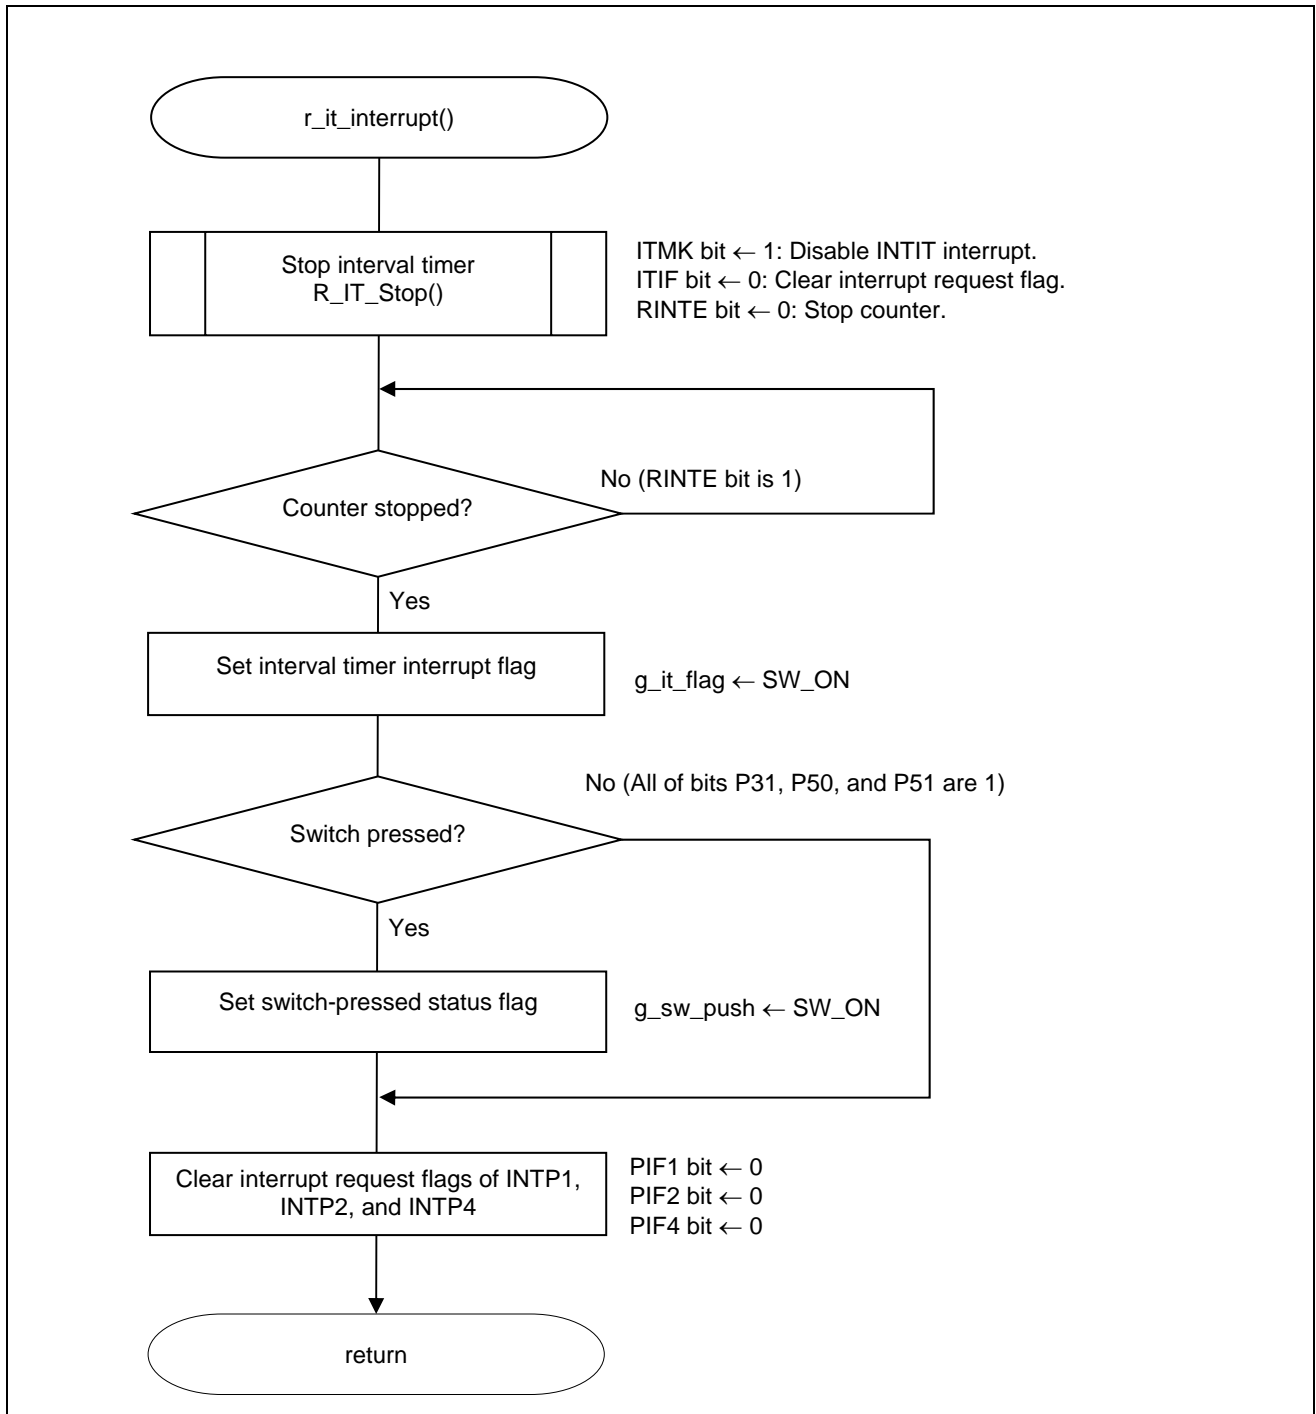 r_it_interrupt()
Stop interval timer
R_IT_Stop()
ITMK bit ← 1: Disable INTIT interrupt.
ITIF bit ← 0: Clear interrupt request flag.
RINTE bit ← 0: Stop counter.
No (RINTE bit is 1)
Counter stopped?
Yes
Set interval timer interrupt flag
g_it_flag ← SW_ON
No (All of bits P31, P50, and P51 are 1)
Switch pressed?
Yes
Set switch-pressed status flag
g_sw_push ← SW_ON
Clear interrupt request flags of INTP1,
INTP2, and INTP4
PIF1 bit ← 0
PIF2 bit ← 0
PIF4 bit ← 0
return